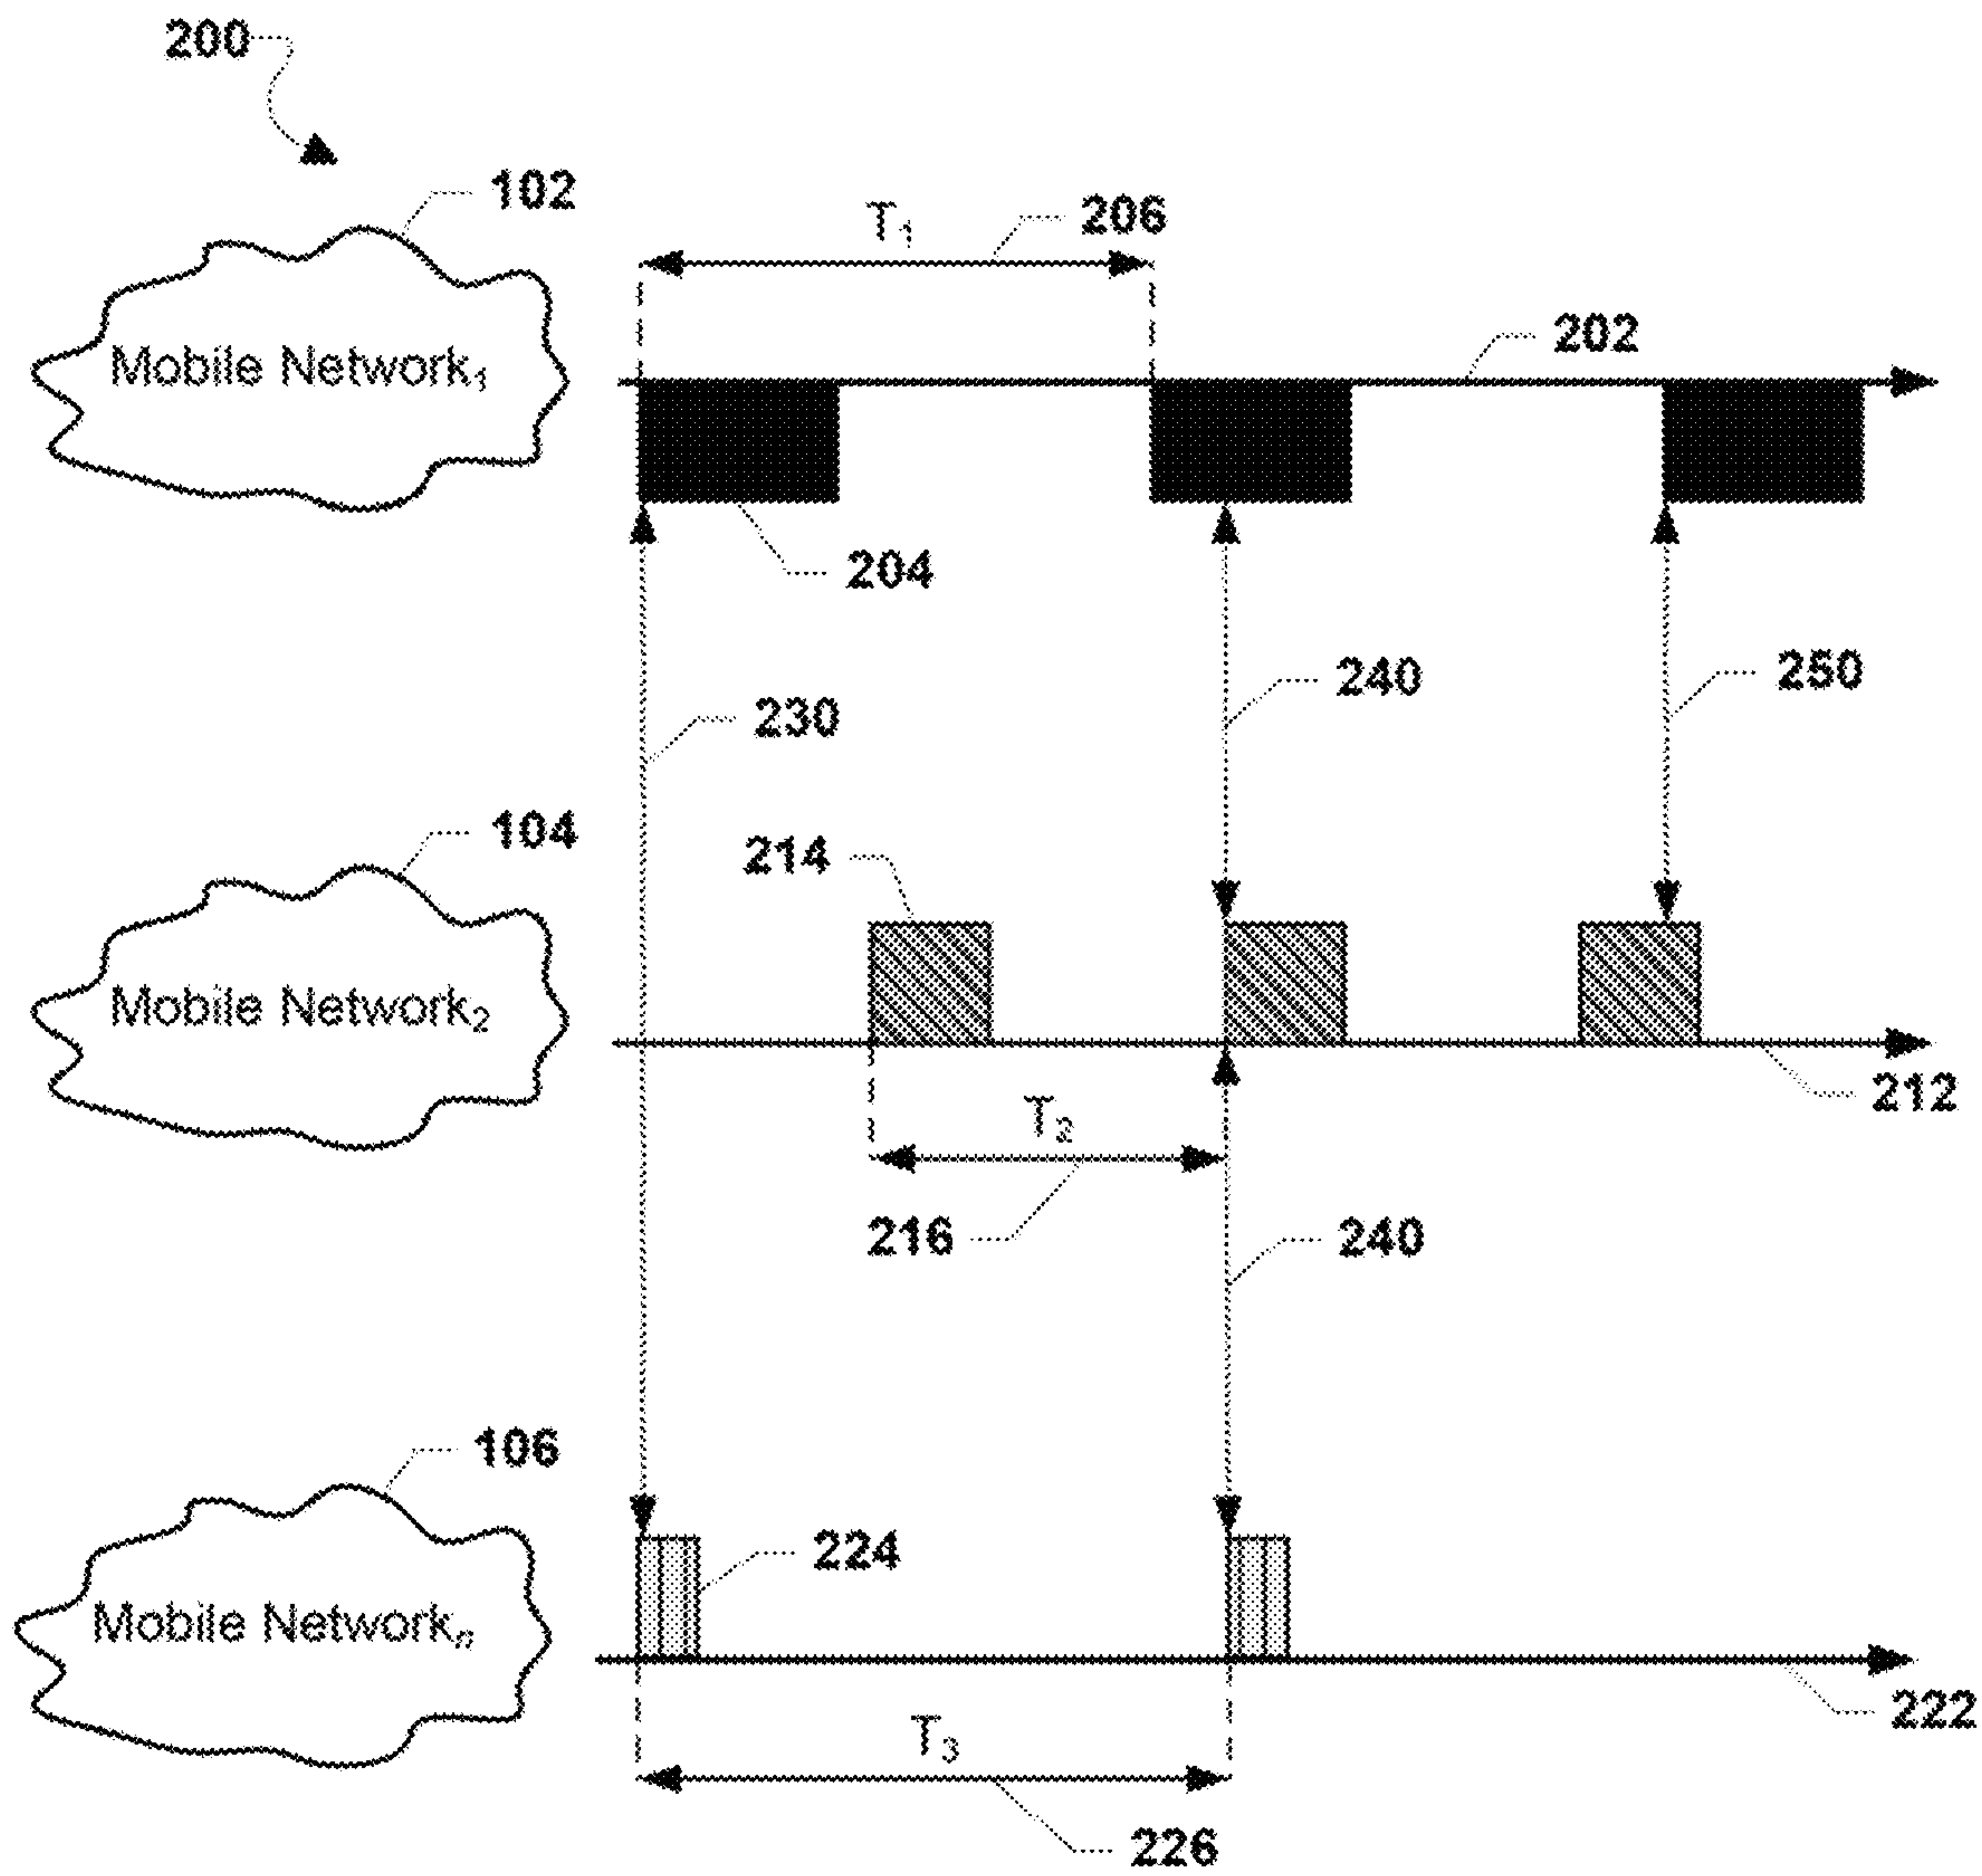 200
102
T1
206
Mobile Network1
202
204
240
250
230
104
214
Mobile Network2
212
T2
216
240
106
224
Mobile Networkn
222
T3
226